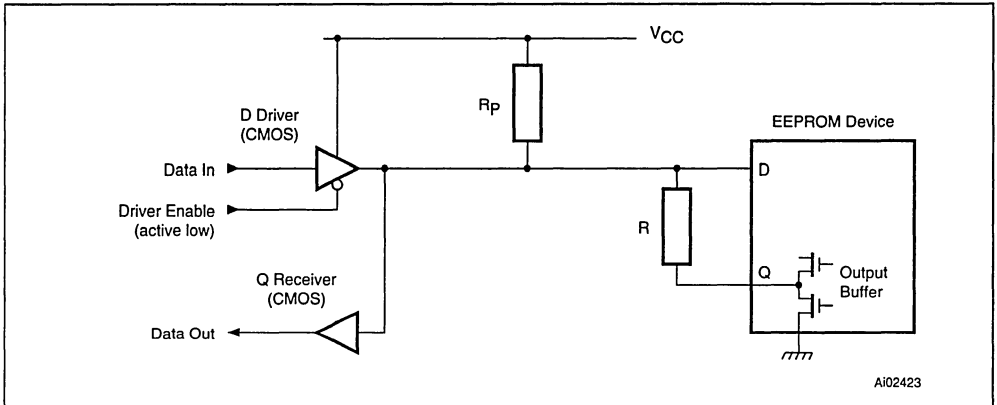 VCC
D Driver
(CMOS)
RP
EEPROM Device
Data In
D
Driver Enable
(active low)
R
Q Receiver
(CMOS)
Q
Output
Buffer
Data Out
Ai02423